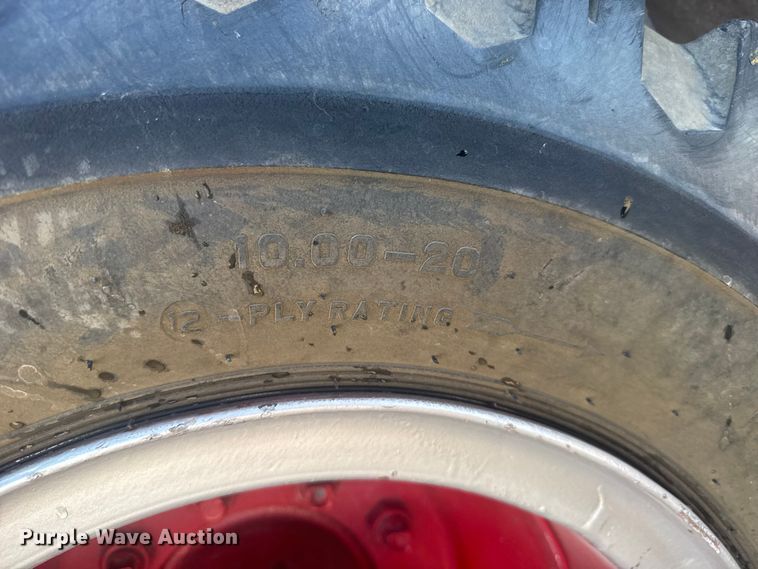 10.00-20
12-PLY RATING
Purple Wave Auction